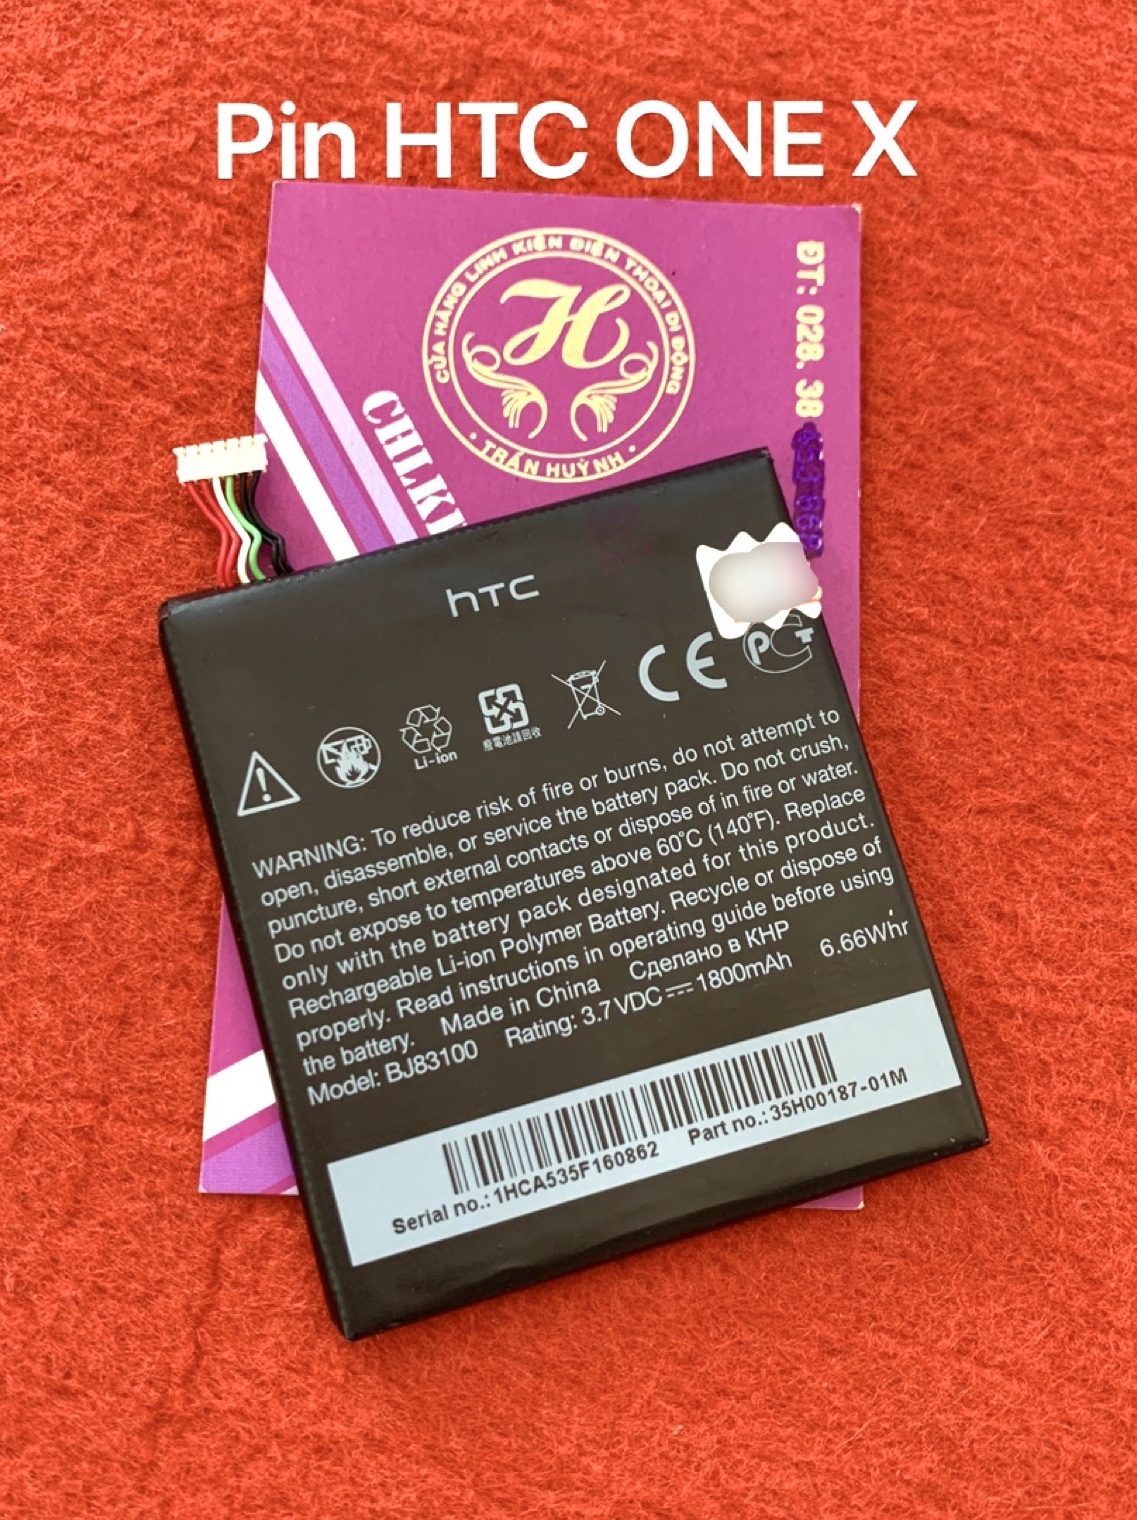 Pin HTC ONE X
CỬA HÀNG LINH KIỆN ĐIỆN THOẠI DI ĐỘNG
H
• TRẦN HUỲNH •
ĐT: 028. 38
CHLK
hTC
Li-ion
廢電池請回收
CE
WARNING: To reduce risk of fire or burns, do not attempt to
open, disassemble, or service the battery pack. Do not crush,
puncture, short external contacts or dispose of in fire or water.
Do not expose to temperatures above 60°C (140°F). Replace
only with the battery pack designated for this product.
Rechargeable Li-ion Polymer Battery. Recycle or dispose of
properly. Read instructions in operating guide before using
the battery. Made in China Сделано в КНР
Model: BJ83100 Rating: 3.7VDC⎓1800mAh 6.66Whr
Serial no.: 1HCA535F160862 Part no.: 35H00187-01M